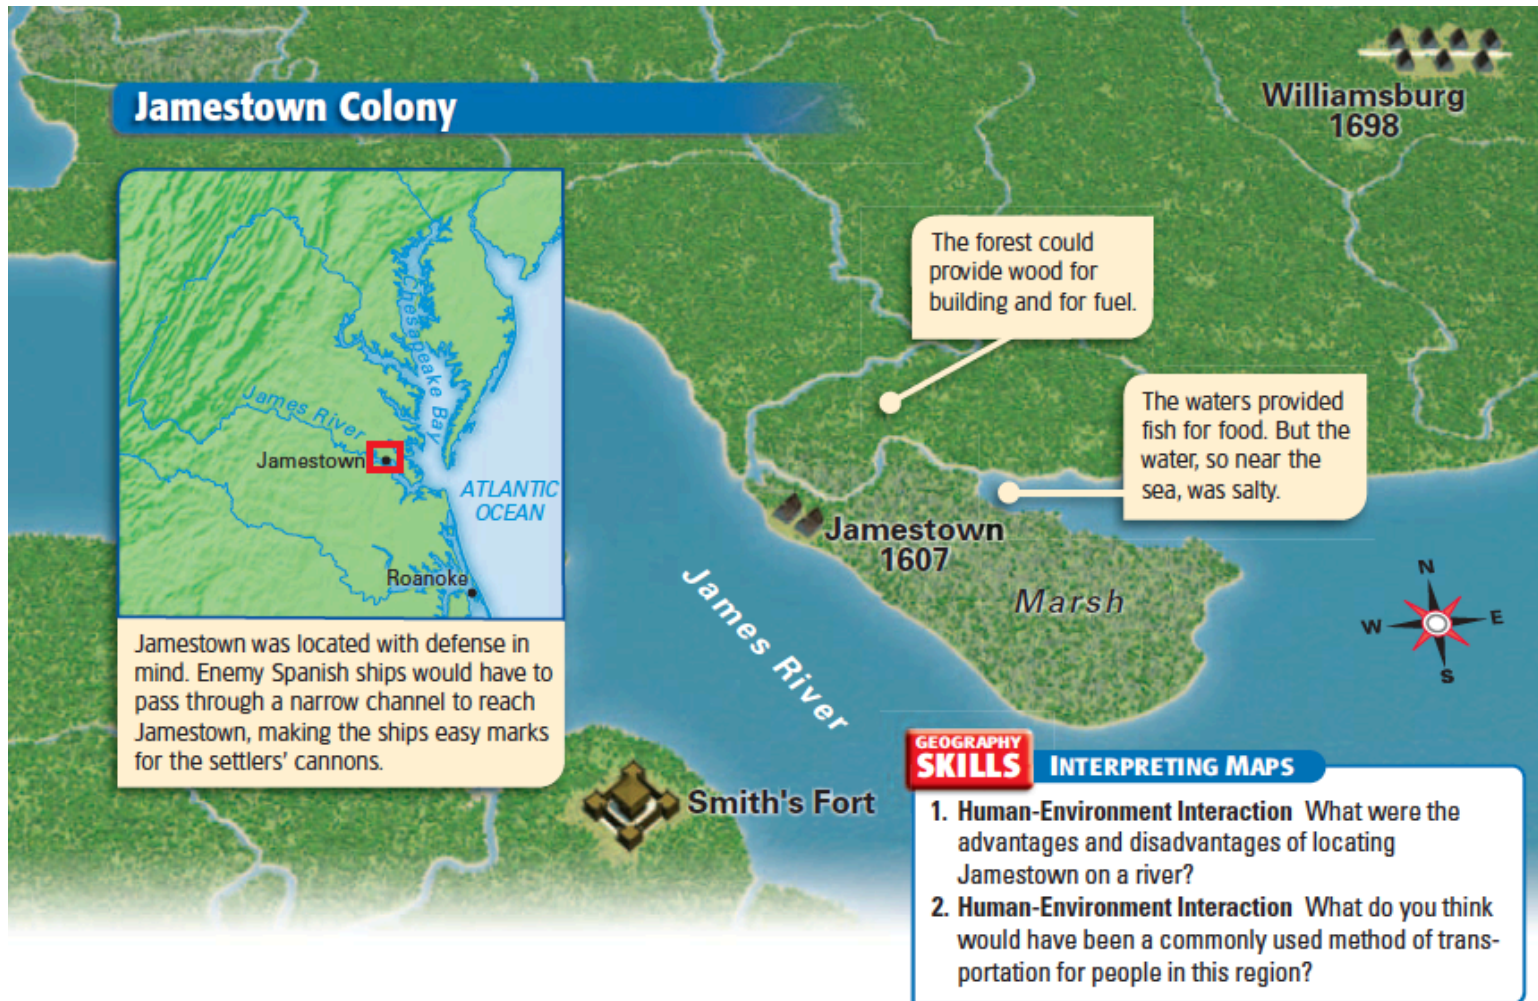 Jamestown Colony
Williamsburg
1698
The forest could
provide wood for
building and for fuel.
Chesapeake Bay
James River
Jamestown
ATLANTIC
OCEAN
Roanoke
The waters provided
fish for food. But the
water, so near the
sea, was salty.
Jamestown
1607
Marsh
James River
N
W
E
S
Jamestown was located with defense in
mind. Enemy Spanish ships would have to
pass through a narrow channel to reach
Jamestown, making the ships easy marks
for the settlers' cannons.
Smith's Fort
GEOGRAPHY
SKILLS
INTERPRETING MAPS
1. Human-Environment Interaction What were the
advantages and disadvantages of locating
Jamestown on a river?
2. Human-Environment Interaction What do you think
would have been a commonly used method of trans-
portation for people in this region?